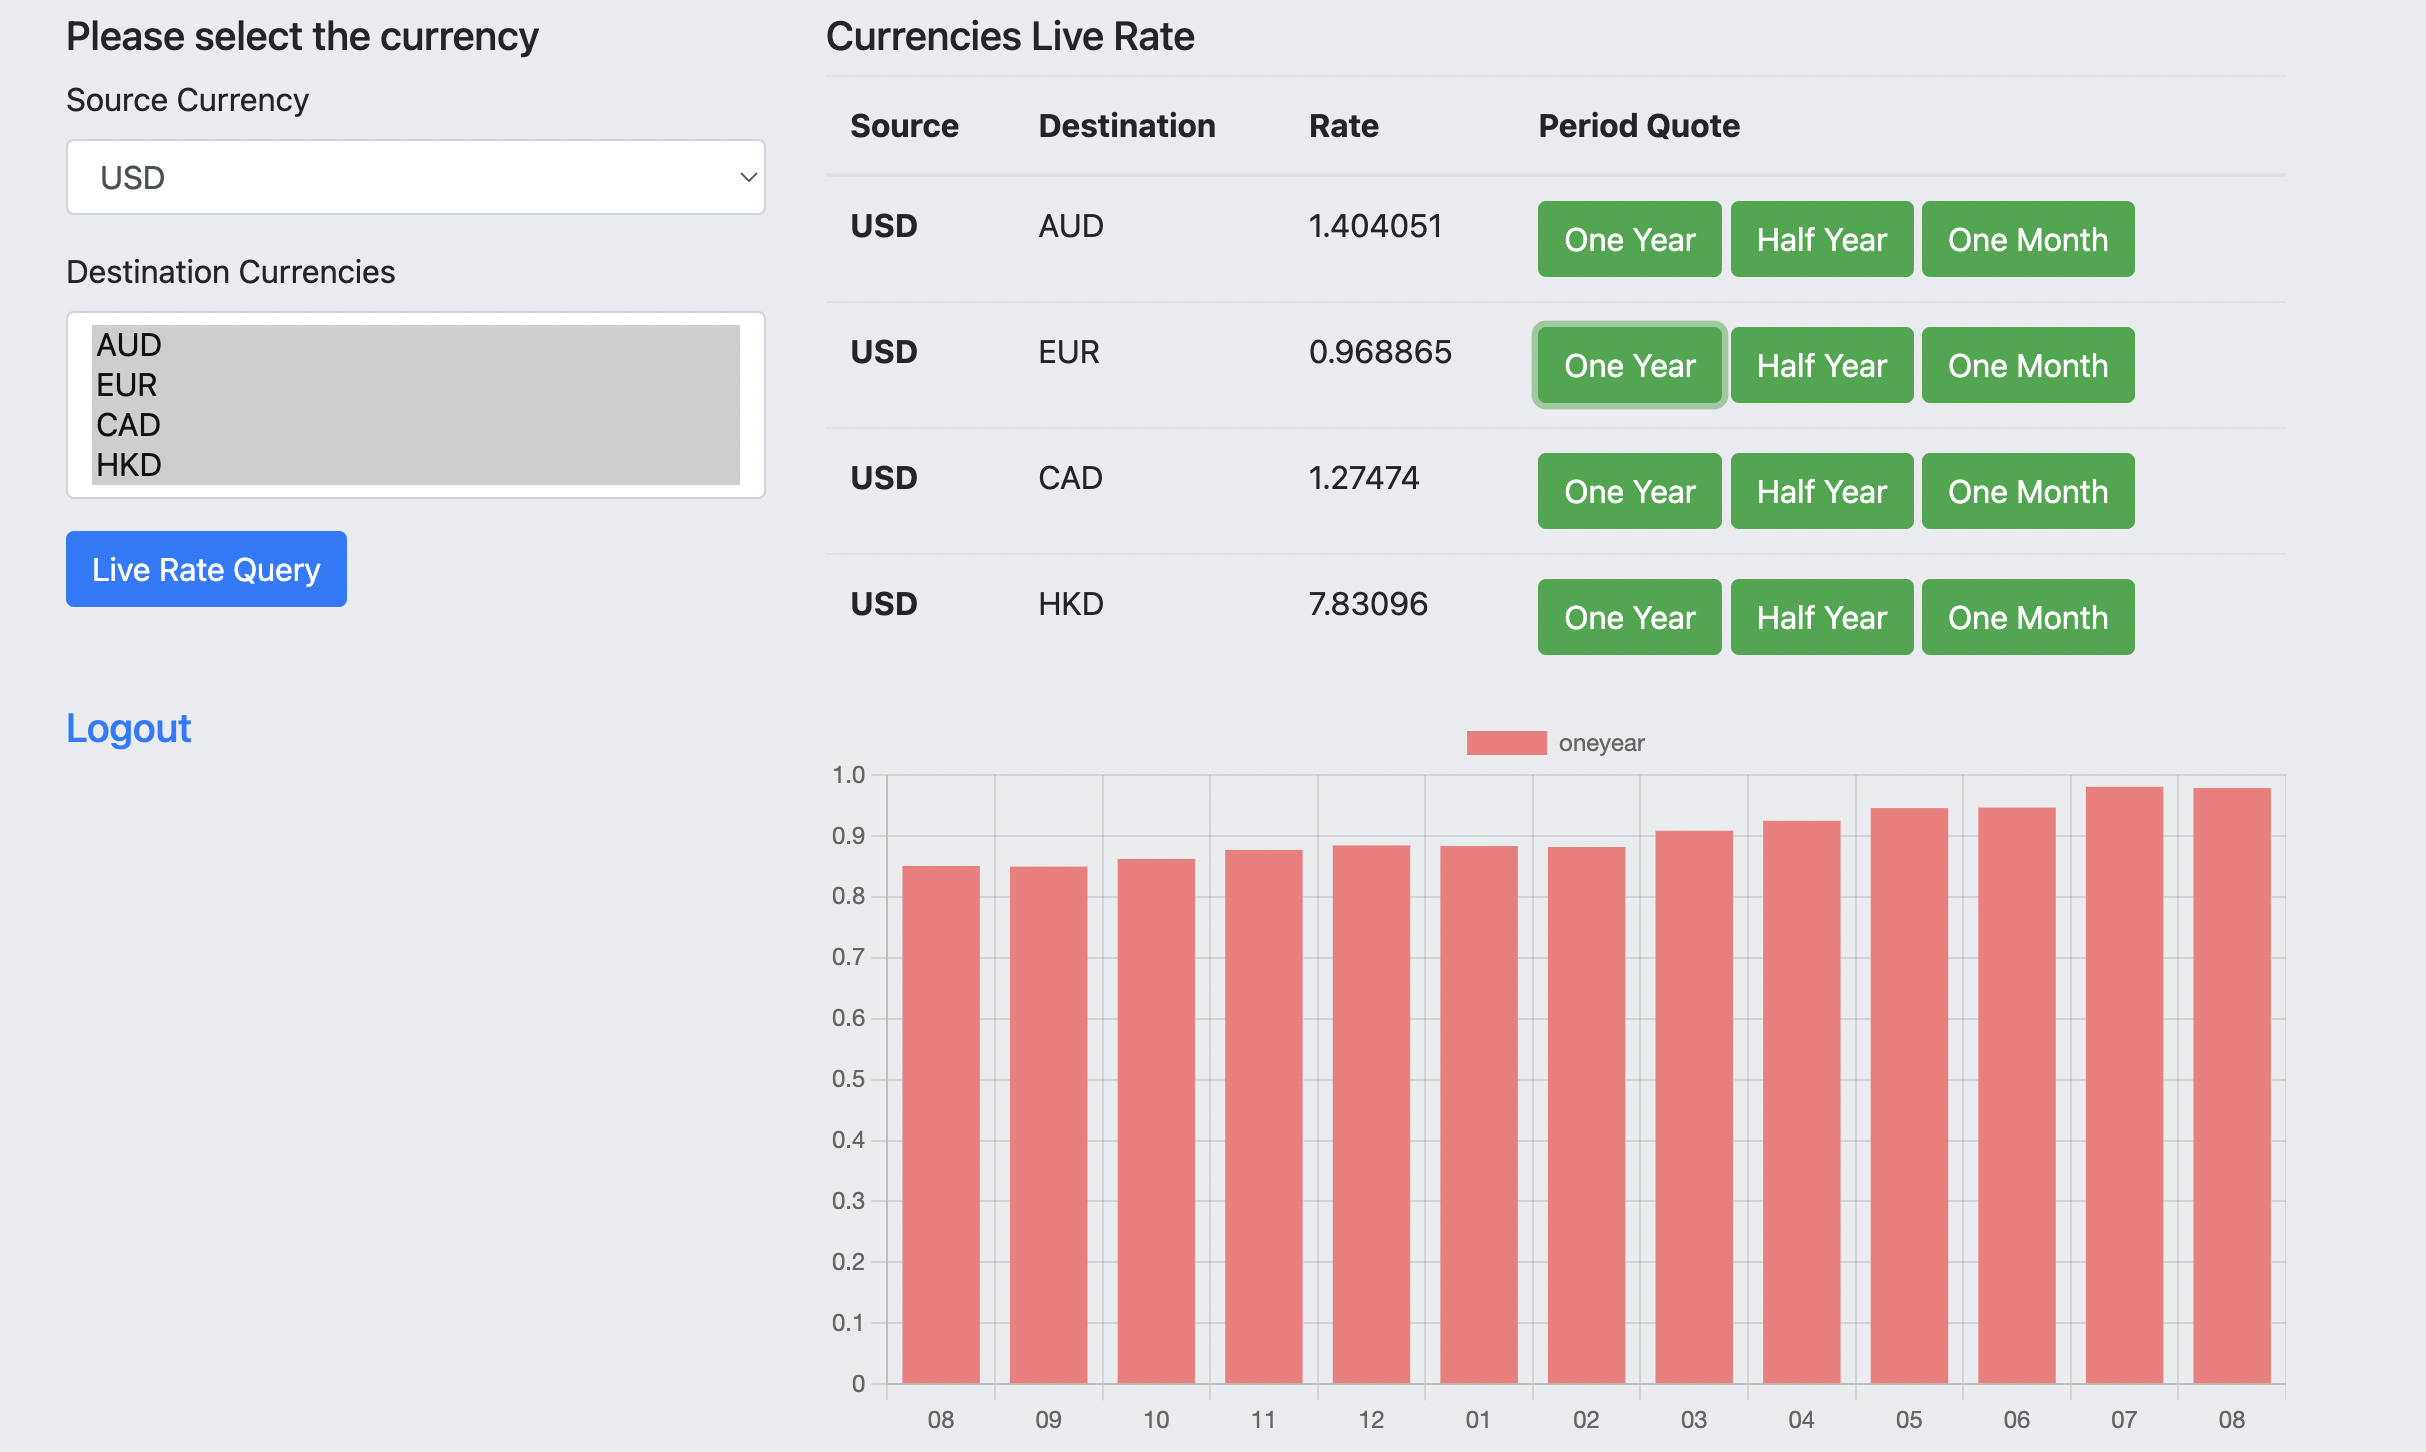 Please select the currency
Source Currency
USD
Destination Currencies
AUD
EUR
CAD
HKD
Live Rate Query
Logout
Currencies Live Rate
Source Destination Rate Period Quote
USD AUD 1.404051 One Year Half Year One Month
USD EUR 0.968865 One Year Half Year One Month
USD CAD 1.27474 One Year Half Year One Month
USD HKD 7.83096 One Year Half Year One Month
oneyear
1.0
0.9
0.8
0.7
0.6
0.5
0.4
0.3
0.2
0.1
0
08 09 10 11 12 01 02 03 04 05 06 07 08